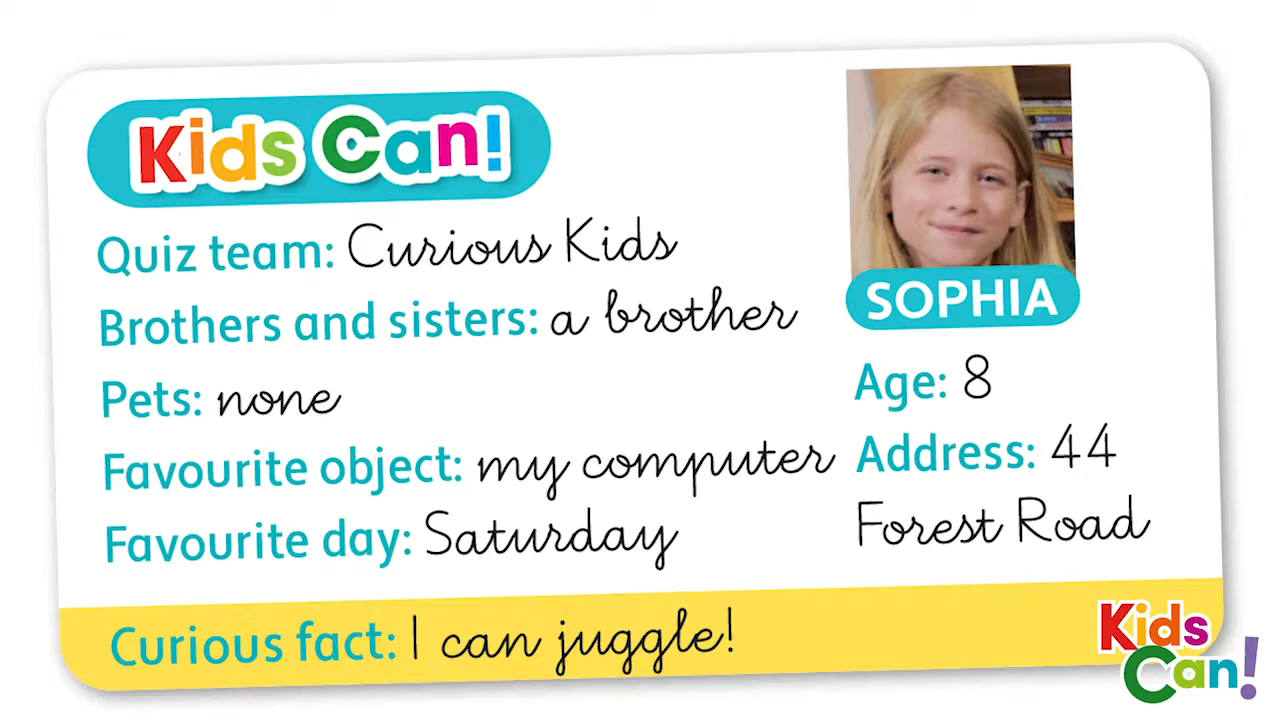 Kids Can!
Quiz team: Curious Kids
Brothers and sisters: a brother
Pets: none
Favourite object: my computer
Favourite day: Saturday
SOPHIA
Age: 8
Address: 44
Forest Road
Curious fact: I can juggle!
Kids
Can!